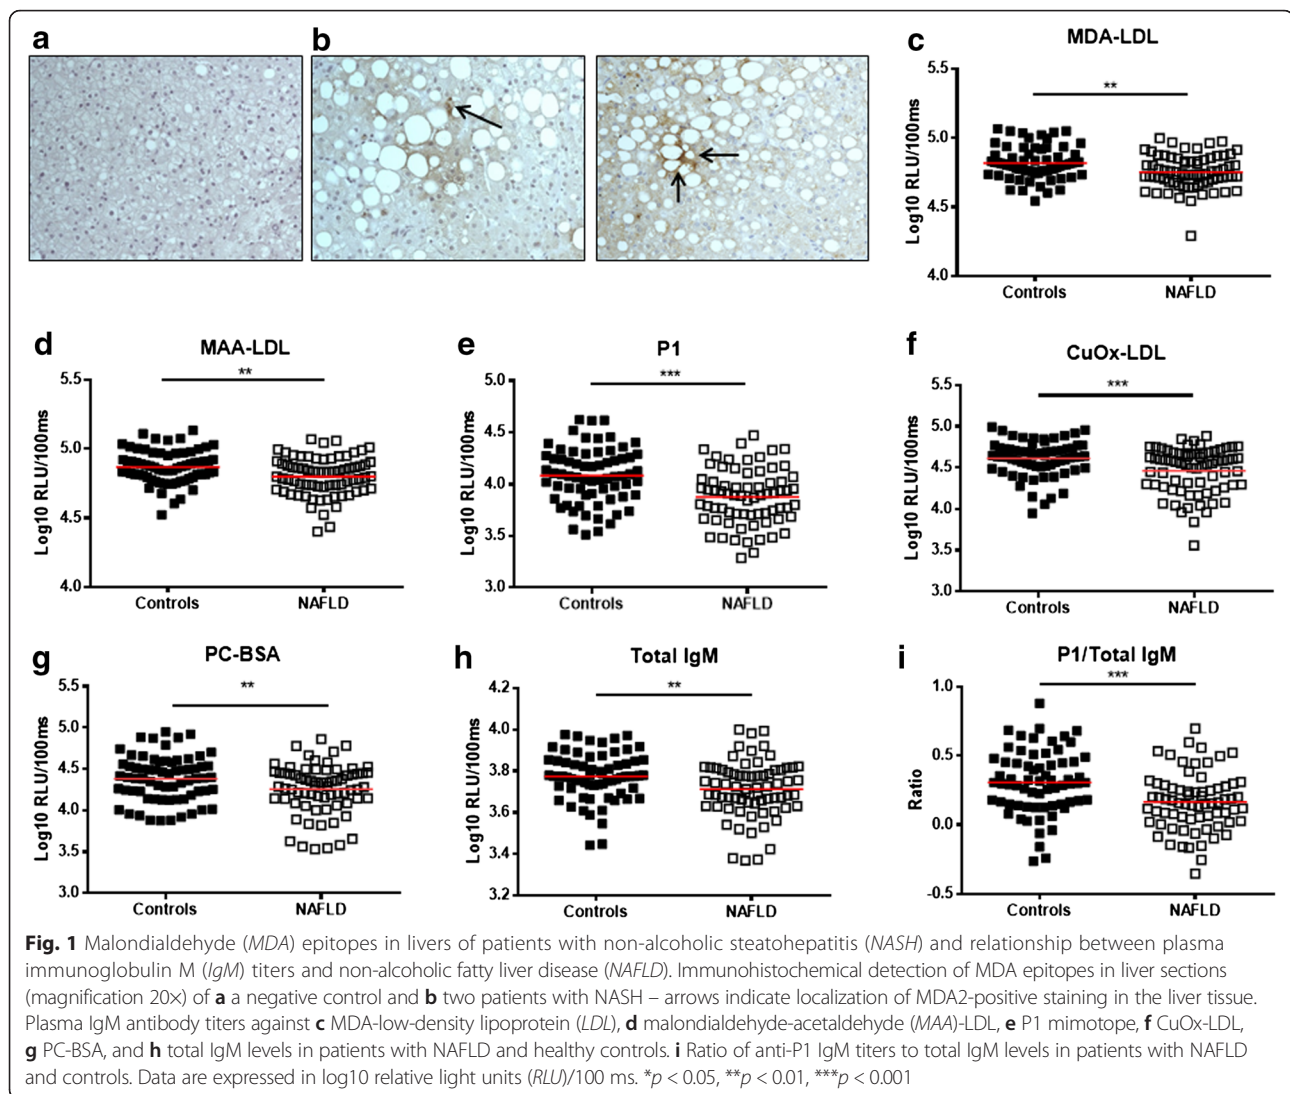 a
b
c
MDA-LDL
5.5
**
5.0
Log10 RLU/100ms
4.5
4.0
Controls NAFLD
d
MAA-LDL
5.5
**
5.0
Log10 RLU/100ms
4.5
4.0
Controls NAFLD
e
P1
5.0
***
4.5
Log10 RLU/100ms
4.0
3.5
3.0
Controls NAFLD
f
CuOx-LDL
5.5
***
5.0
Log10 RLU/100ms
4.5
4.0
3.5
3.0
Controls NAFLD
g
PC-BSA
5.5
**
5.0
Log10 RLU/100ms
4.5
4.0
3.5
3.0
Controls NAFLD
h
Total IgM
4.2
**
4.0
Log10 RLU/100ms
3.8
3.6
3.4
3.2
Controls NAFLD
i
P1/Total IgM
1.0
***
0.5
Ratio
0.0
-0.5
Controls NAFLD
Fig. 1 Malondialdehyde (MDA) epitopes in livers of patients with non-alcoholic steatohepatitis (NASH) and relationship between plasma
immunoglobulin M (IgM) titers and non-alcoholic fatty liver disease (NAFLD). Immunohistochemical detection of MDA epitopes in liver sections
(magnification 20×) of a a negative control and b two patients with NASH – arrows indicate localization of MDA2-positive staining in the liver tissue.
Plasma IgM antibody titers against c MDA-low-density lipoprotein (LDL), d malondialdehyde-acetaldehyde (MAA)-LDL, e P1 mimotope, f CuOx-LDL,
g PC-BSA, and h total IgM levels in patients with NAFLD and healthy controls. i Ratio of anti-P1 IgM titers to total IgM levels in patients with NAFLD
and controls. Data are expressed in log10 relative light units (RLU)/100 ms. *p < 0.05, **p < 0.01, ***p < 0.001